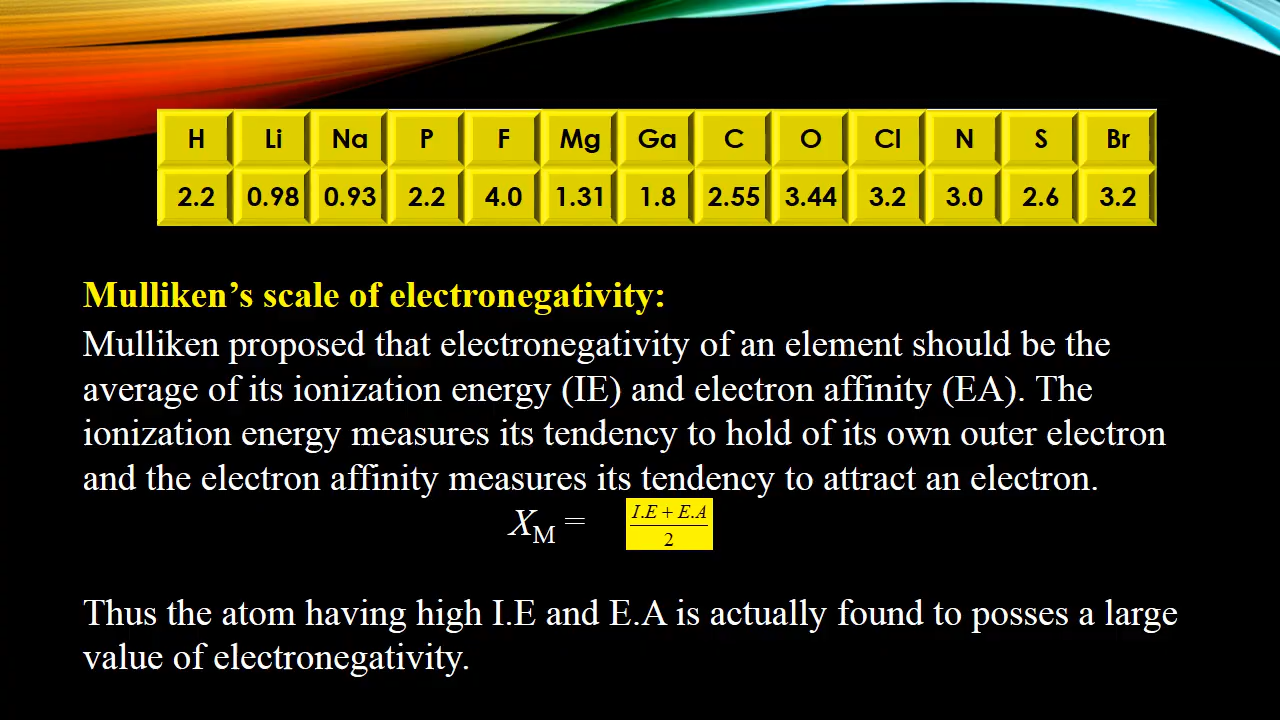 H Li Na P F Mg Ga C O Cl N S Br
2.2 0.98 0.93 2.2 4.0 1.31 1.8 2.55 3.44 3.2 3.0 2.6 3.2
Mulliken’s scale of electronegativity:
Mulliken proposed that electronegativity of an element should be the
average of its ionization energy (IE) and electron affinity (EA). The
ionization energy measures its tendency to hold of its own outer electron
and the electron affinity measures its tendency to attract an electron.
I.E + E.A
XM =
2
Thus the atom having high I.E and E.A is actually found to posses a large
value of electronegativity.